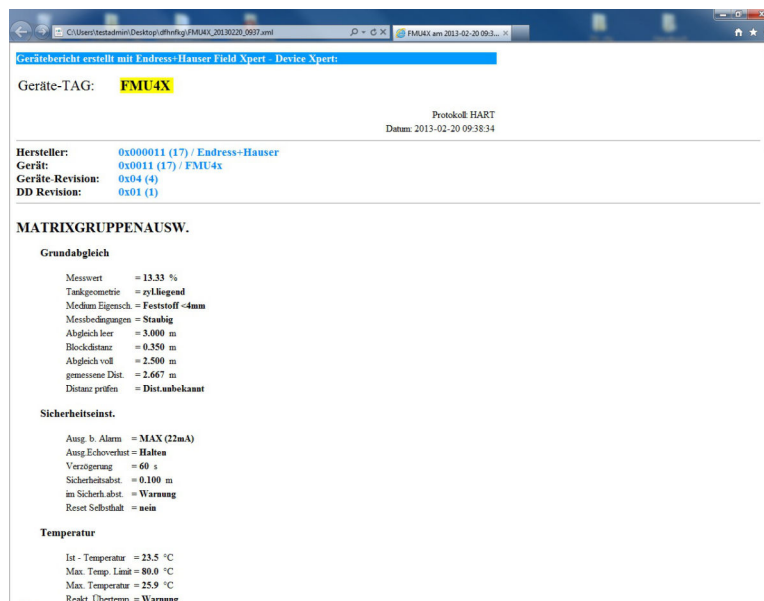 C:\Users\testadmin\Desktop\dfhnfkg\FMU4X_20130220_0937.xml
FMU4X am 2013-02-20 09:3...
Gerätebericht erstellt mit Endress+Hauser Field Xpert - Device Xpert:
Geräte-TAG: FMU4X
Protokoll: HART
Datum: 2013-02-20 09:38:34
Hersteller: 0x000011 (17) / Endress+Hauser
Gerät: 0x0011 (17) / FMU4x
Geräte-Revision: 0x04 (4)
DD Revision: 0x01 (1)
MATRIXGRUPPENAUSW.
Grundabgleich
Messwert = 13.33 %
Tankgeometrie = zyl.liegend
Medium Eigensch. = Feststoff <4mm
Messbedingungen = Staubig
Abgleich leer = 3.000 m
Blockdistanz = 0.350 m
Abgleich voll = 2.500 m
gemessene Dist. = 2.667 m
Distanz prüfen = Dist.unbekannt
Sicherheitseinst.
Ausg. b. Alarm = MAX (22mA)
Ausg.Echoverlust = Halten
Verzögerung = 60 s
Sicherheitsabst. = 0.100 m
im Sicherh.abst. = Warnung
Reset Selbsthalt = nein
Temperatur
Ist - Temperatur = 23.5 °C
Max. Temp. Limit = 80.0 °C
Max. Temperatur = 25.9 °C
Reakt. Übertemp. = Warnung